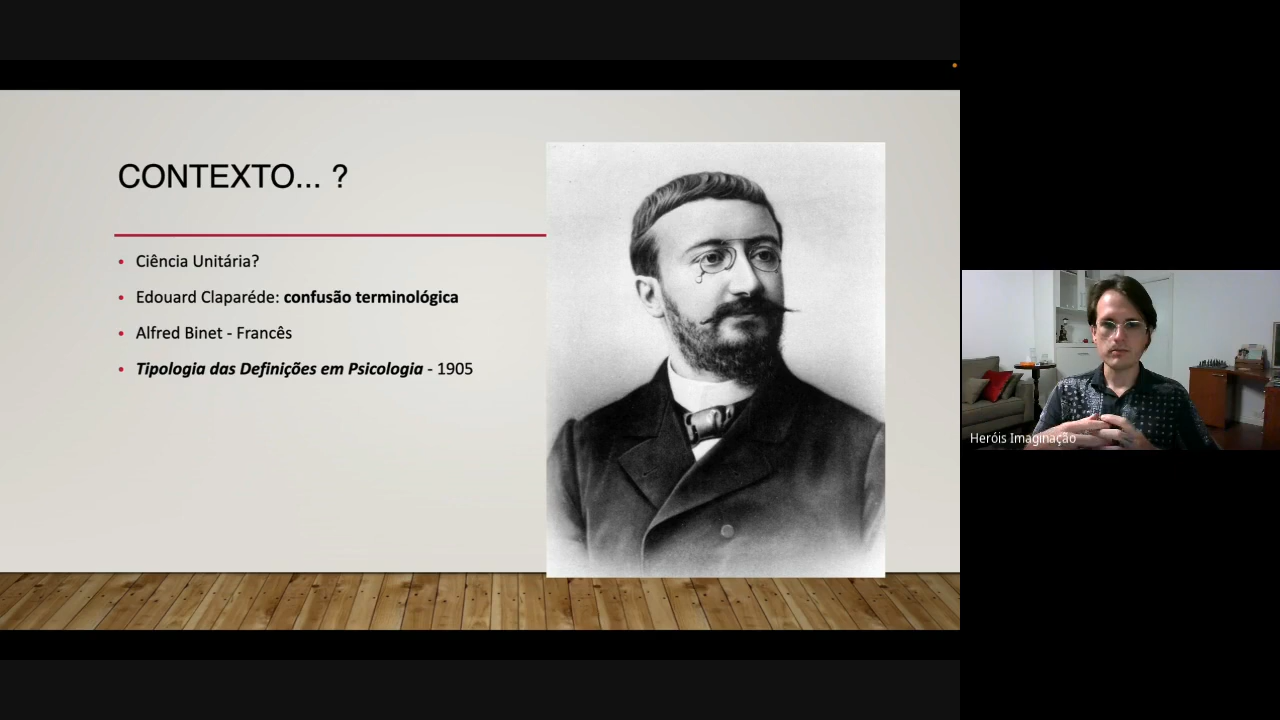 CONTEXTO... ?
Ciência Unitária?
Edouard Claparéde: confusão terminológica
Alfred Binet - Francês
Tipologia das Definições em Psicologia - 1905
Heróis Imaginação